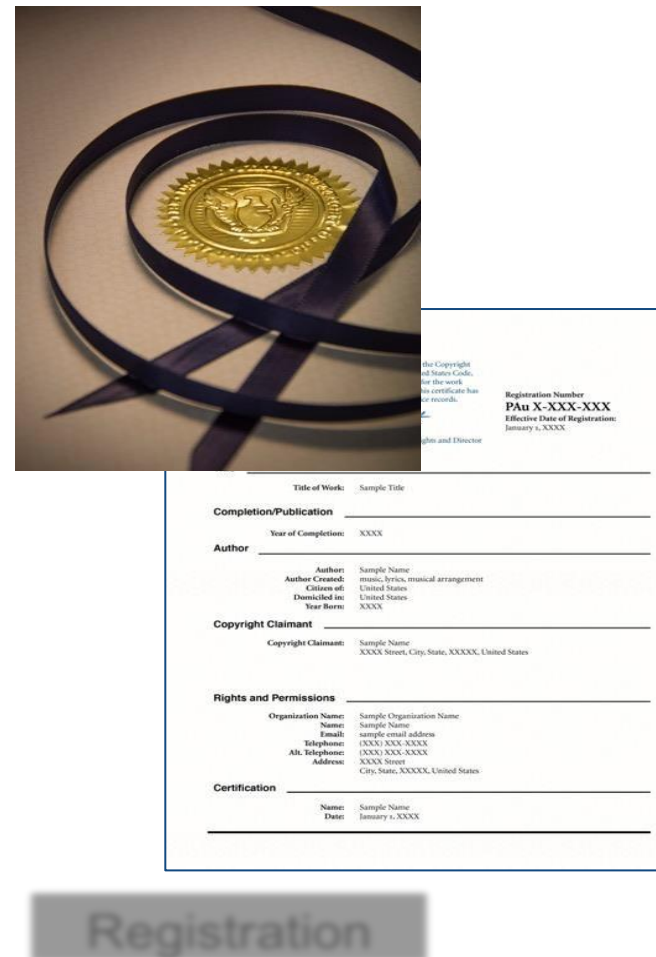 the Copyright
ed States Code,
for the work
his certificate has
ce records.
ghts and Director
Registration Number
PAu X-XXX-XXX
Effective Date of Registration:
January 1, XXXX
Title of Work: Sample Title
Completion/Publication
Year of Completion: XXXX
Author
Author: Sample Name
Author Created: music, lyrics, musical arrangement
Citizen of: United States
Domiciled in: United States
Year Born: XXXX
Copyright Claimant
Copyright Claimant: Sample Name
XXXX Street, City, State, XXXXX, United States
Rights and Permissions
Organization Name: Sample Organization Name
Name: Sample Name
Email: sample email address
Telephone: (XXX) XXX-XXXX
Alt. Telephone: (XXX) XXX-XXXX
Address: XXXX Street
City, State, XXXXX, United States
Certification
Name: Sample Name
Date: January 1, XXXX
Registration